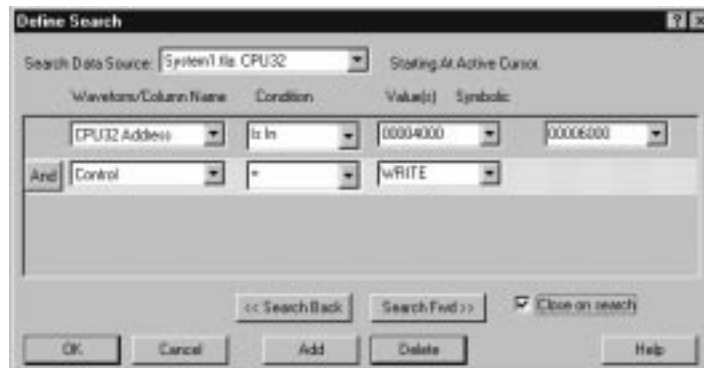 Define Search
Search Data Source: System1.tla: CPU32 Starting At Active Cursor.
Waveform/Column Name Condition Value(s) Symbolic
CPU32 Address Is In 00004000 00006000
And Control = WRITE
<< Search Back Search Fwd >> Close on search
OK Cancel Add Delete Help